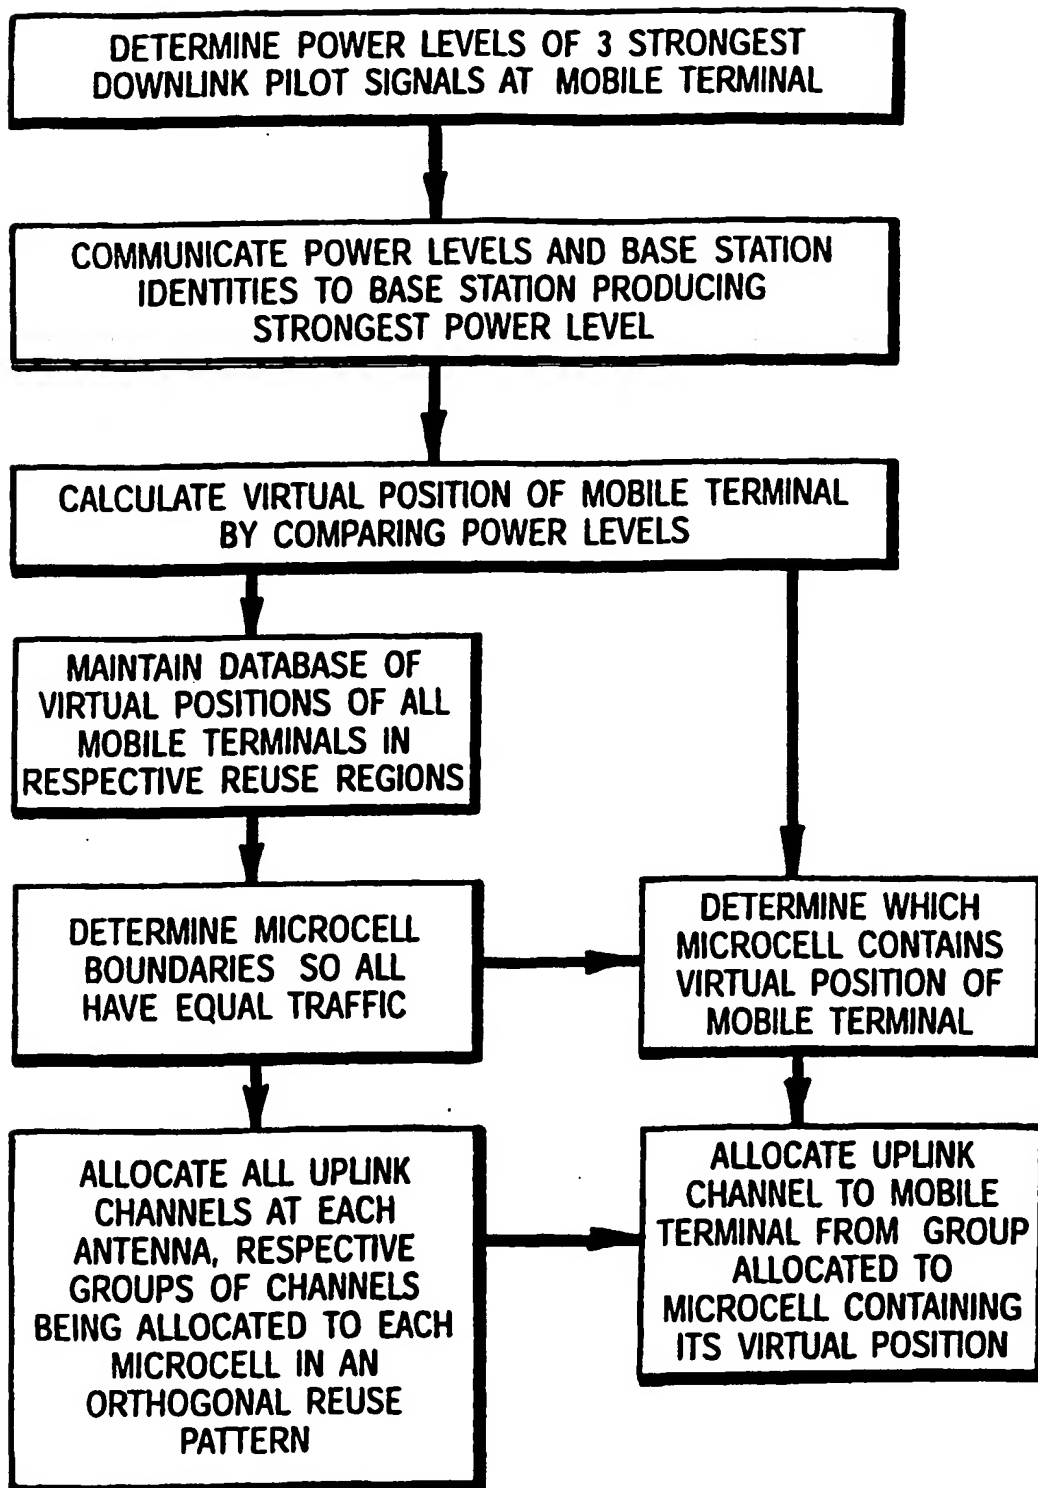 DETERMINE POWER LEVELS OF 3 STRONGEST
DOWNLINK PILOT SIGNALS AT MOBILE TERMINAL
COMMUNICATE POWER LEVELS AND BASE STATION
IDENTITIES TO BASE STATION PRODUCING
STRONGEST POWER LEVEL
CALCULATE VIRTUAL POSITION OF MOBILE TERMINAL
BY COMPARING POWER LEVELS
MAINTAIN DATABASE OF
VIRTUAL POSITIONS OF ALL
MOBILE TERMINALS IN
RESPECTIVE REUSE REGIONS
DETERMINE MICROCELL
BOUNDARIES SO ALL
HAVE EQUAL TRAFFIC
DETERMINE WHICH
MICROCELL CONTAINS
VIRTUAL POSITION OF
MOBILE TERMINAL
ALLOCATE ALL UPLINK
CHANNELS AT EACH
ANTENNA, RESPECTIVE
GROUPS OF CHANNELS
BEING ALLOCATED TO EACH
MICROCELL IN AN
ORTHOGONAL REUSE
PATTERN
ALLOCATE UPLINK
CHANNEL TO MOBILE
TERMINAL FROM GROUP
ALLOCATED TO
MICROCELL CONTAINING
ITS VIRTUAL POSITION